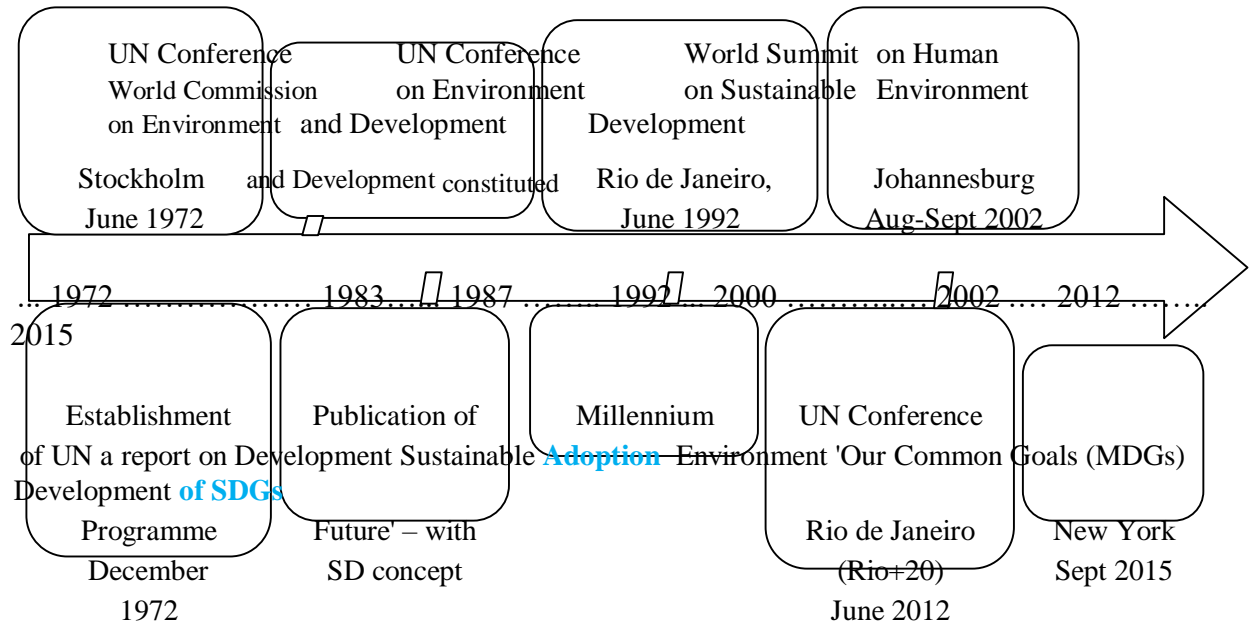 UN Conference UN Conference World Summit on Human
World Commission on Environment on Sustainable Environment
on Environment and Development Development
Stockholm and Development constituted Rio de Janeiro, Johannesburg
June 1972 June 1992 Aug-Sept 2002
... 1972 ........................ 1983 ...... 1987 ......... 1992 ... 2000 ................ 2002 .... 2012 ..........
2015
Establishment Publication of Millennium UN Conference
of UN a report on Development Sustainable Adoption Environment 'Our Common Goals (MDGs)
Development of SDGs
Programme Future' – with Rio de Janeiro New York
December SD concept (Rio+20) Sept 2015
1972 June 2012